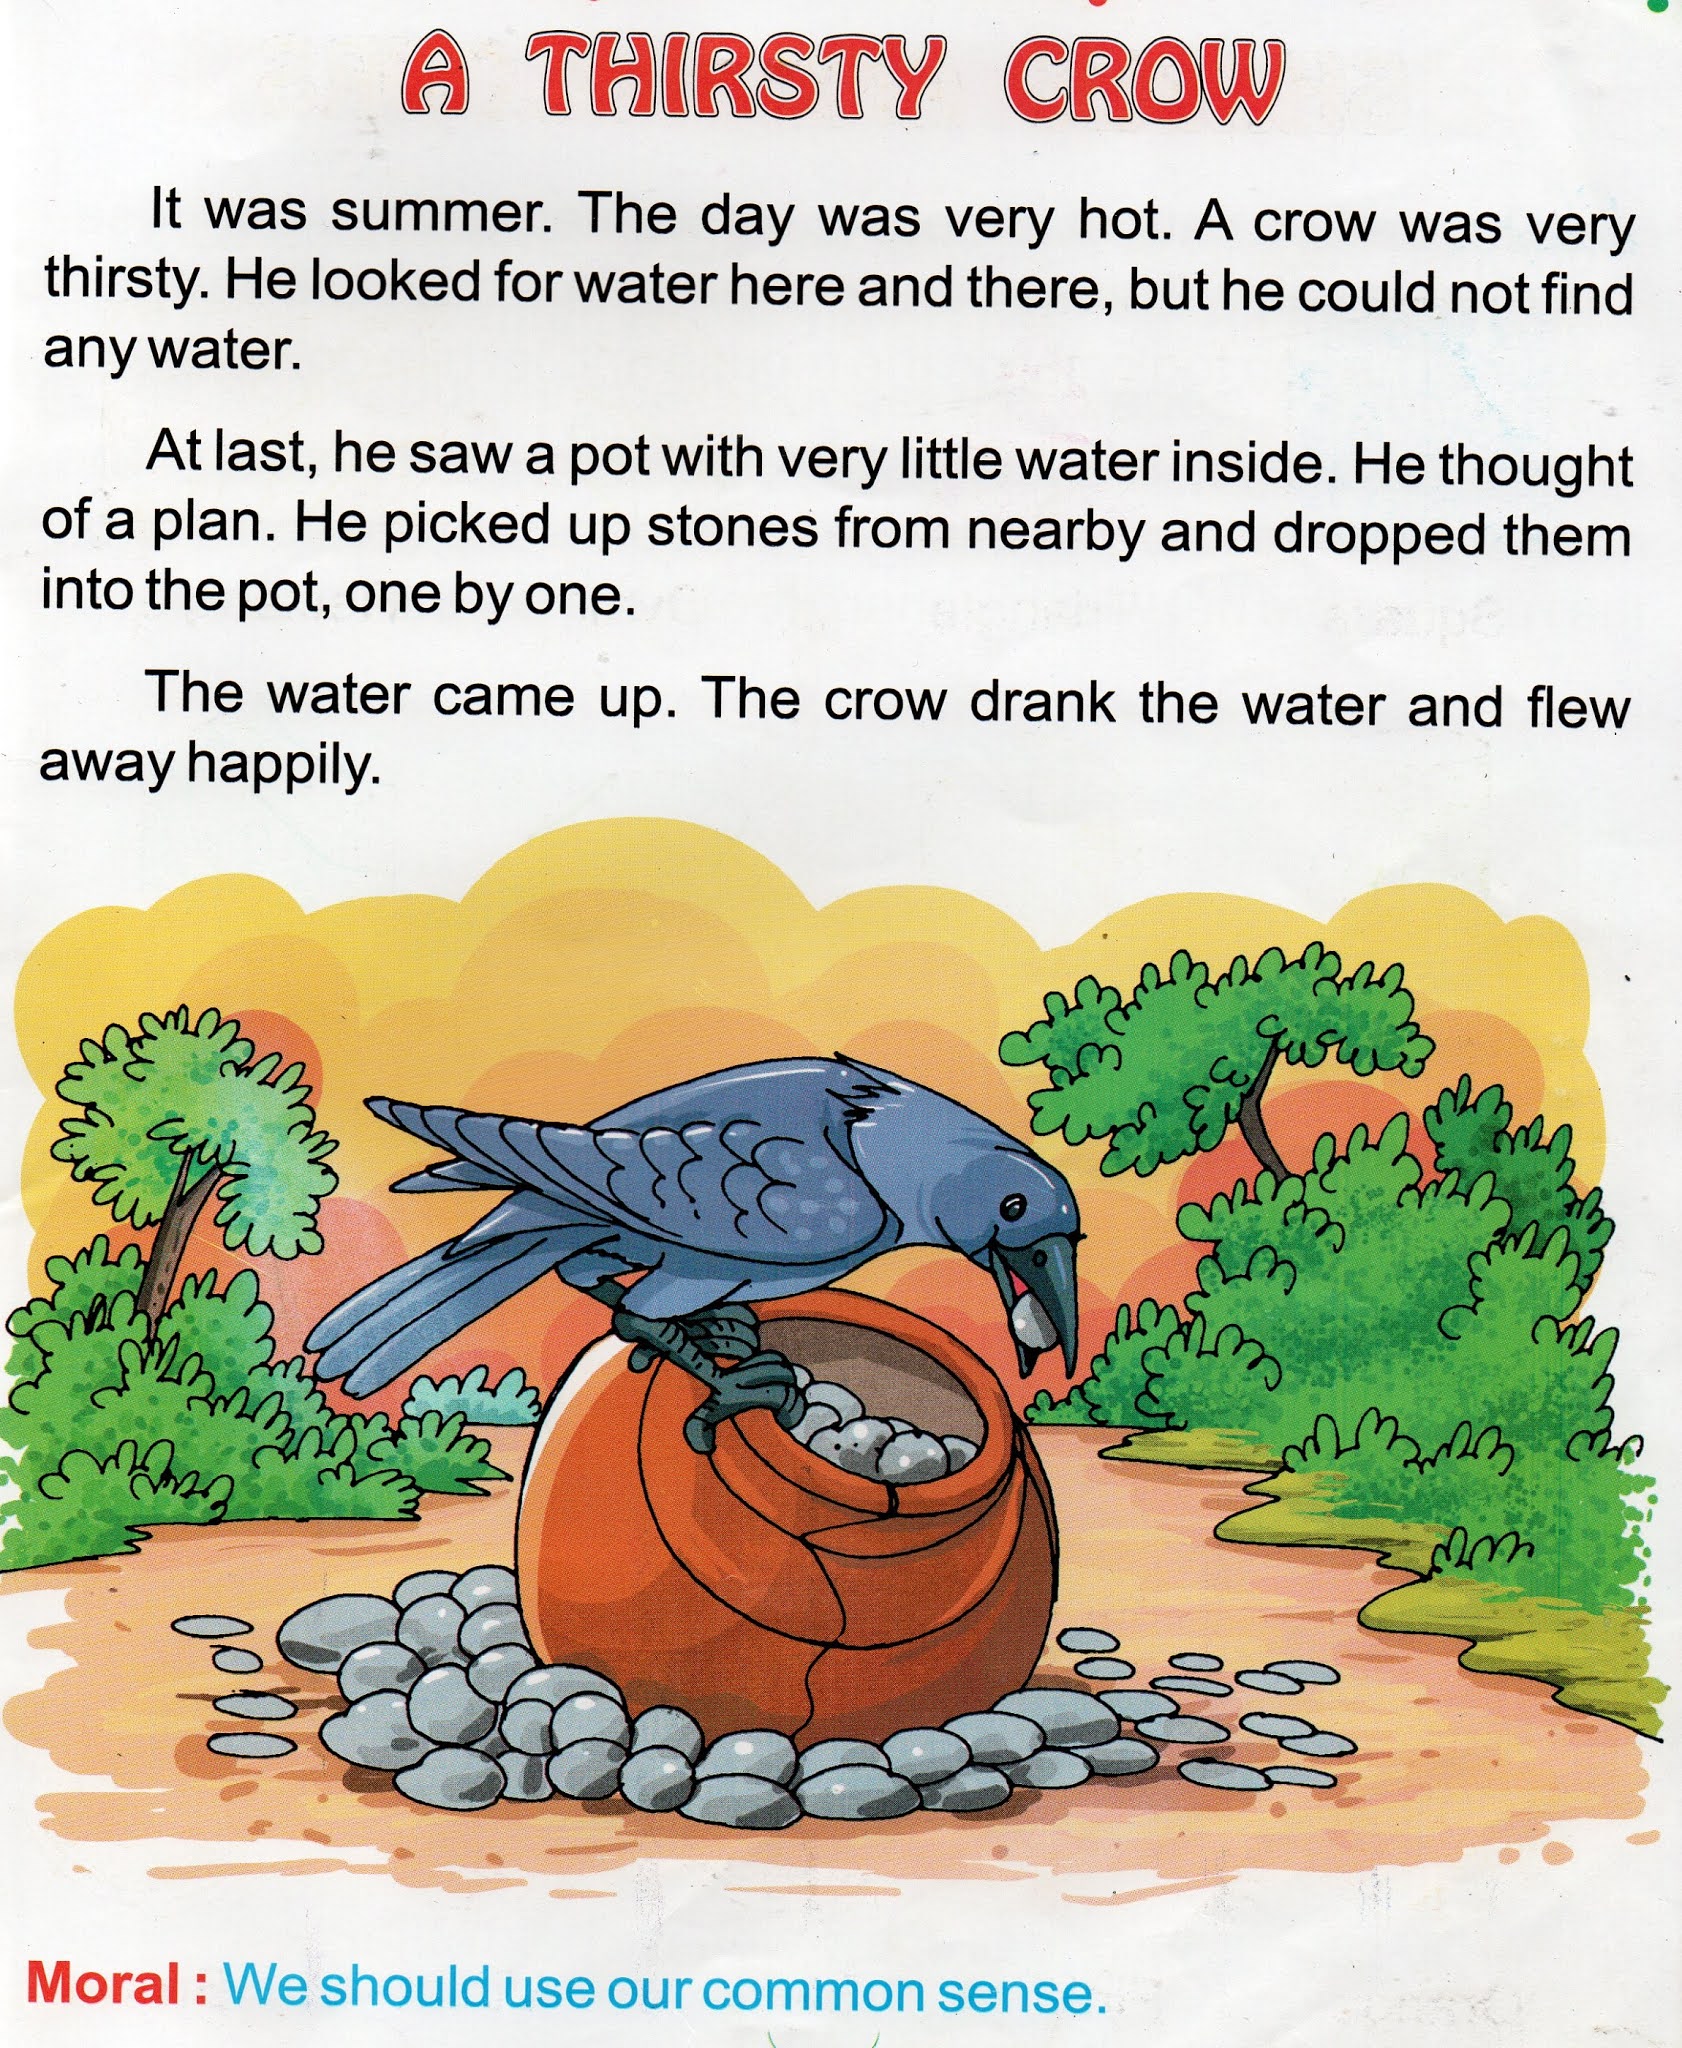 A THIRSTY CROW
It was summer. The day was very hot. A crow was very
thirsty. He looked for water here and there, but he could not find
any water.
At last, he saw a pot with very little water inside. He thought
of a plan. He picked up stones from nearby and dropped them
into the pot, one by one.
The water came up. The crow drank the water and flew
away happily.
Moral : We should use our common sense.